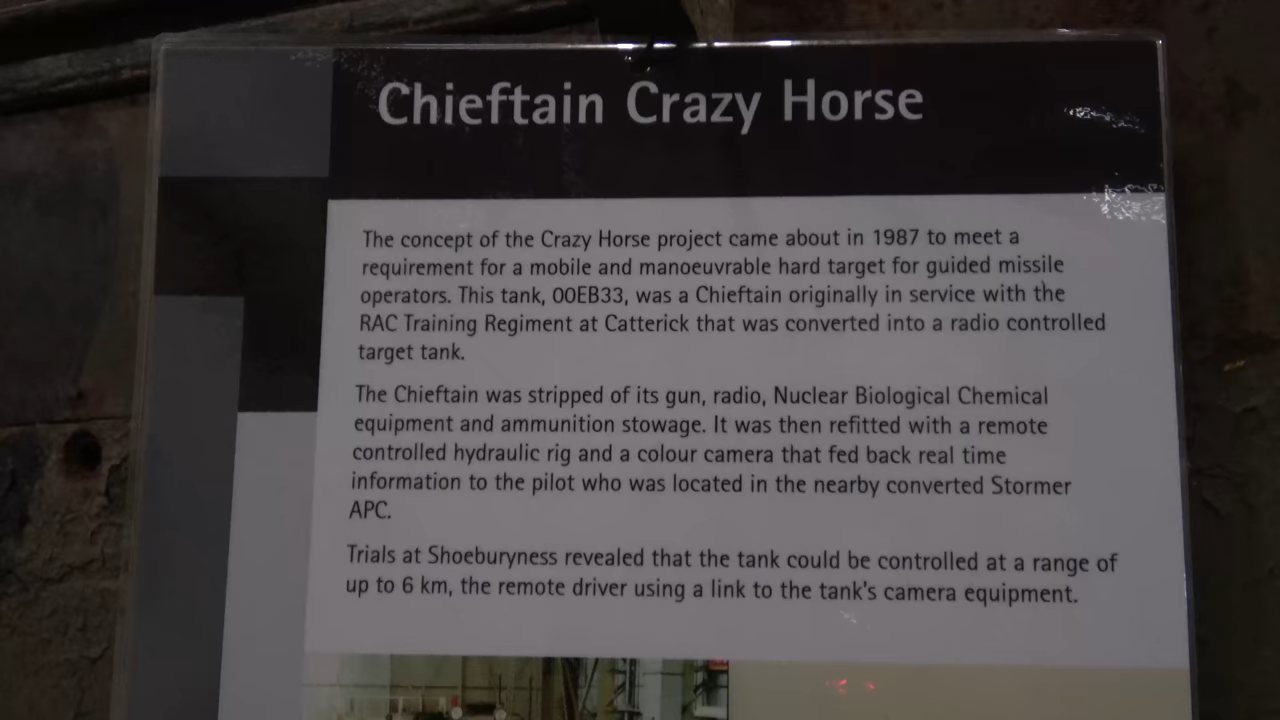 Chieftain Crazy Horse
The concept of the Crazy Horse project came about in 1987 to meet a
requirement for a mobile and manoeuvrable hard target for guided missile
operators. This tank, 00EB33, was a Chieftain originally in service with the
RAC Training Regiment at Catterick that was converted into a radio controlled
target tank.
The Chieftain was stripped of its gun, radio, Nuclear Biological Chemical
equipment and ammunition stowage. It was then refitted with a remote
controlled hydraulic rig and a colour camera that fed back real time
information to the pilot who was located in the nearby converted Stormer
APC.
Trials at Shoeburyness revealed that the tank could be controlled at a range of
up to 6 km, the remote driver using a link to the tank's camera equipment.